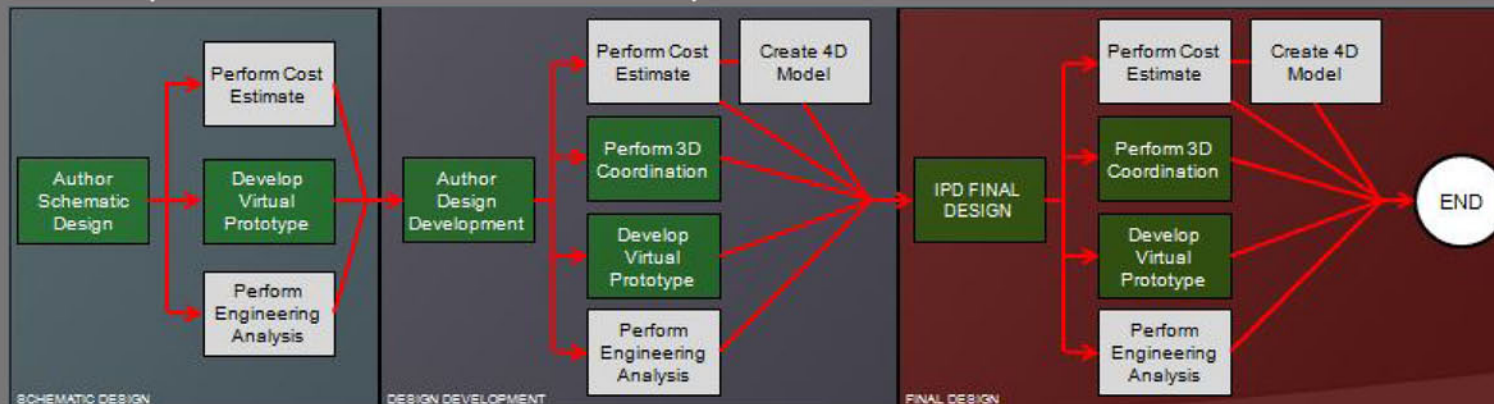 Perform Cost
Estimate
Author
Schematic
Design
Develop
Virtual
Prototype
Perform
Engineering
Analysis
SCHEMATIC DESIGN
Perform Cost
Estimate
Create 4D
Model
Author
Design
Development
Perform 3D
Coordination
Develop
Virtual
Prototype
Perform
Engineering
Analysis
DESIGN DEVELOPMENT
Perform Cost
Estimate
Create 4D
Model
IPD FINAL
DESIGN
Perform 3D
Coordination
Develop
Virtual
Prototype
Perform
Engineering
Analysis
END
FINAL DESIGN